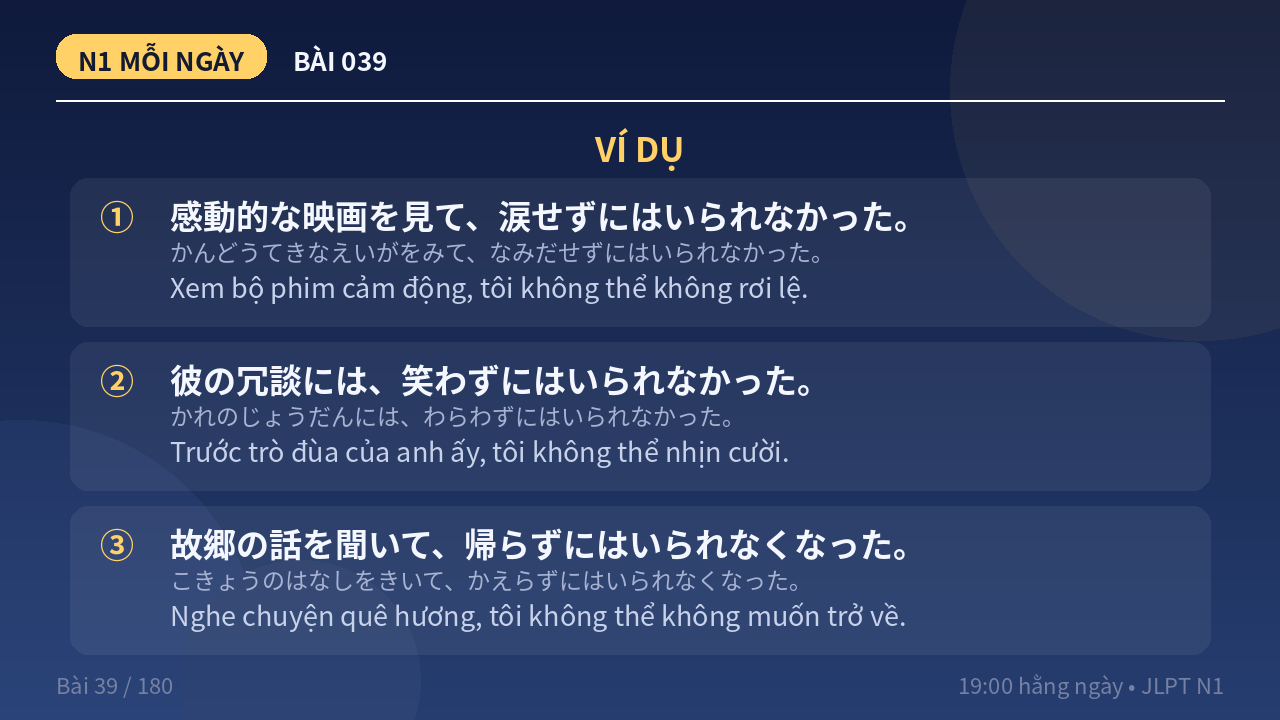 N1 MỖI NGÀY
BÀI 039
VÍ DỤ
① 感動的な映画を見て、涙せずにはいられなかった。
かんどうてきなえいがをみて、なみだせずにはいられなかった。
Xem bộ phim cảm động, tôi không thể không rơi lệ.
② 彼の冗談には、笑わずにはいられなかった。
かれのじょうだんには、わらわずにはいられなかった。
Trước trò đùa của anh ấy, tôi không thể nhịn cười.
③ 故郷の話を聞いて、帰らずにはいられなくなった。
こきょうのはなしをきいて、かえらずにはいられなくなった。
Nghe chuyện quê hương, tôi không thể không muốn trở về.
Bài 39 / 180
19:00 hằng ngày • JLPT N1